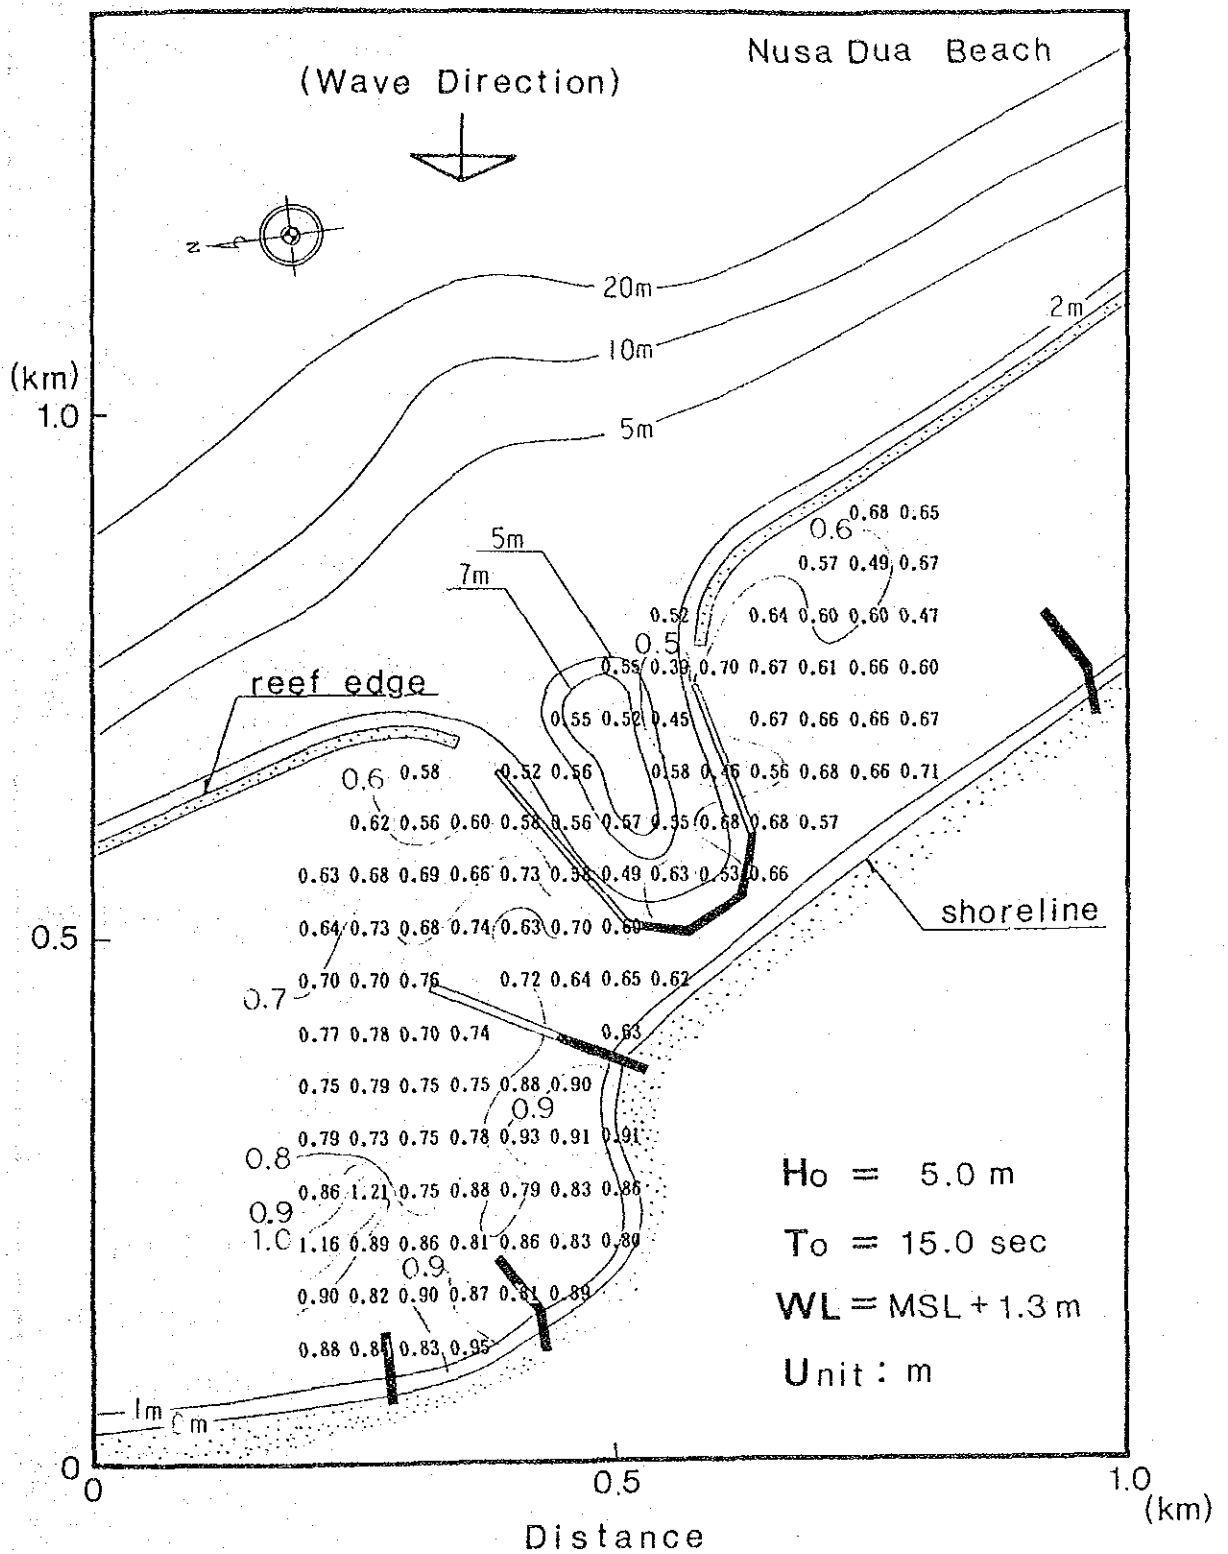 Nusa Dua Beach
(Wave Direction)
N
20m
2m
10m
(km)
1.0
5m
0.68 0.65
0.6
5m
0.57 0.49 0.67
7m
0.52 0.64 0.60 0.60 0.47
0.5
0.55 0.39 0.70 0.67 0.61 0.66 0.60
reef edge
0.55 0.52 0.45 0.67 0.66 0.66 0.67
0.6 0.58 0.52 0.56 0.58 0.46 0.56 0.68 0.66 0.71
0.62 0.56 0.60 0.58 0.56 0.57 0.55 0.68 0.68 0.57
0.63 0.68 0.69 0.66 0.73 0.58 0.49 0.63 0.53 0.66
shoreline
0.5
0.64 0.73 0.68 0.74 0.63 0.70 0.60
0.70 0.70 0.76 0.72 0.64 0.65 0.62
0.7
0.77 0.78 0.70 0.74 0.63
0.75 0.79 0.75 0.75 0.88 0.90
0.9
0.79 0.73 0.75 0.78 0.93 0.91 0.91
0.8
Ho = 5.0 m
0.86 1.21 0.75 0.88 0.79 0.83 0.86
0.9
1.0
1.16 0.89 0.86 0.81 0.86 0.83 0.80
To = 15.0 sec
0.9
0.90 0.82 0.90 0.87 0.81 0.89
WL = MSL + 1.3 m
0.88 0.83 0.95
Unit : m
1m
0m
0
0
0.5
1.0
(km)
Distance